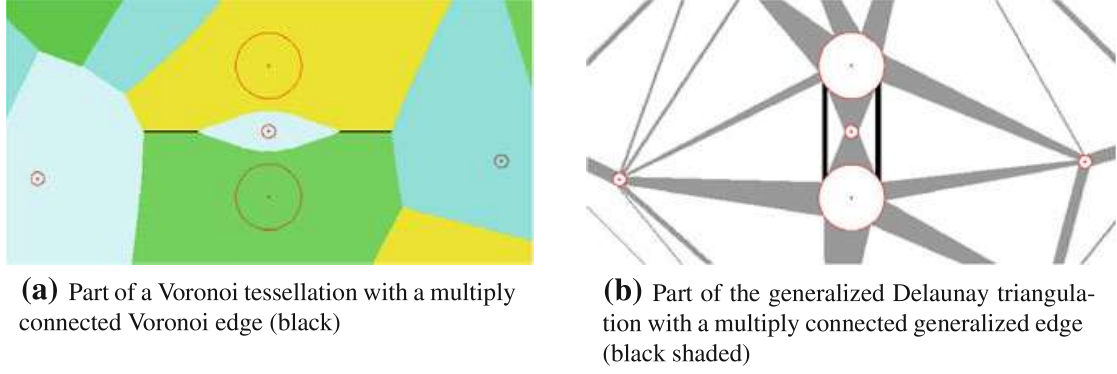 (a) Part of a Voronoi tessellation with a multiply
connected Voronoi edge (black)
(b) Part of the generalized Delaunay triangula-
tion with a multiply connected generalized edge
(black shaded)